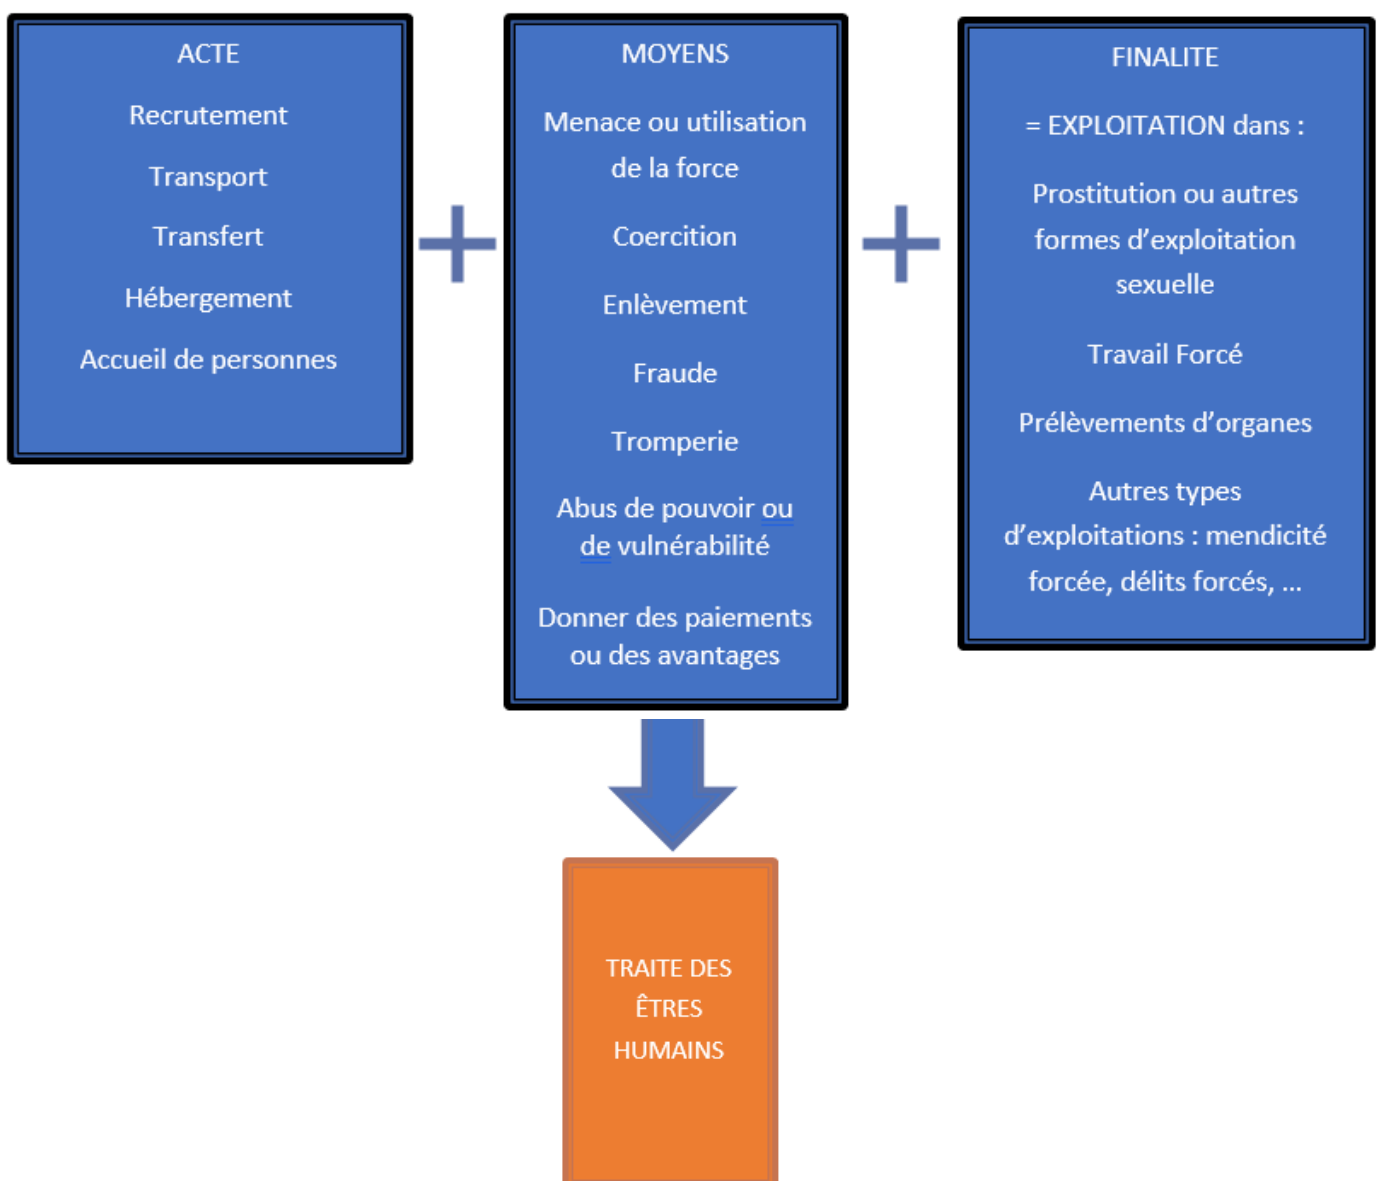 ACTE
Recrutement
Transport
Transfert
Hébergement
Accueil de personnes
MOYENS
Menace ou utilisation
de la force
Coercition
Enlèvement
Fraude
Tromperie
Abus de pouvoir ou
de vulnérabilité
Donner des paiements
ou des avantages
FINALITE
= EXPLOITATION dans :
Prostitution ou autres
formes d’exploitation
sexuelle
Travail Forcé
Prélèvements d’organes
Autres types
d’exploitations : mendicité
forcée, délits forcés, ...
TRAITE DES
ÊTRES
HUMAINS